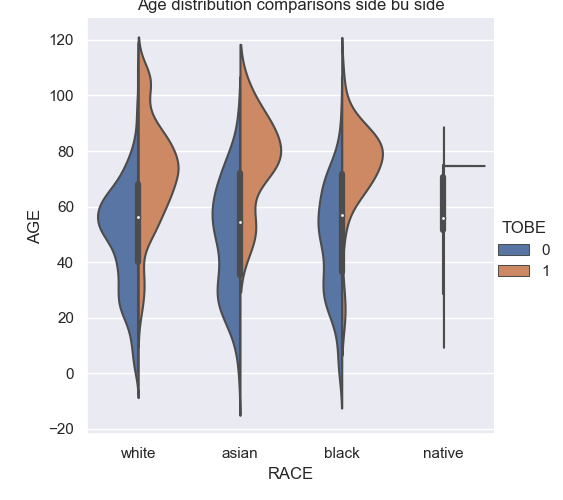 Age distribution comparisons side bu side
120
100
80
60
40
20
0
−20
AGE
white
asian
black
native
RACE
TOBE
0
1